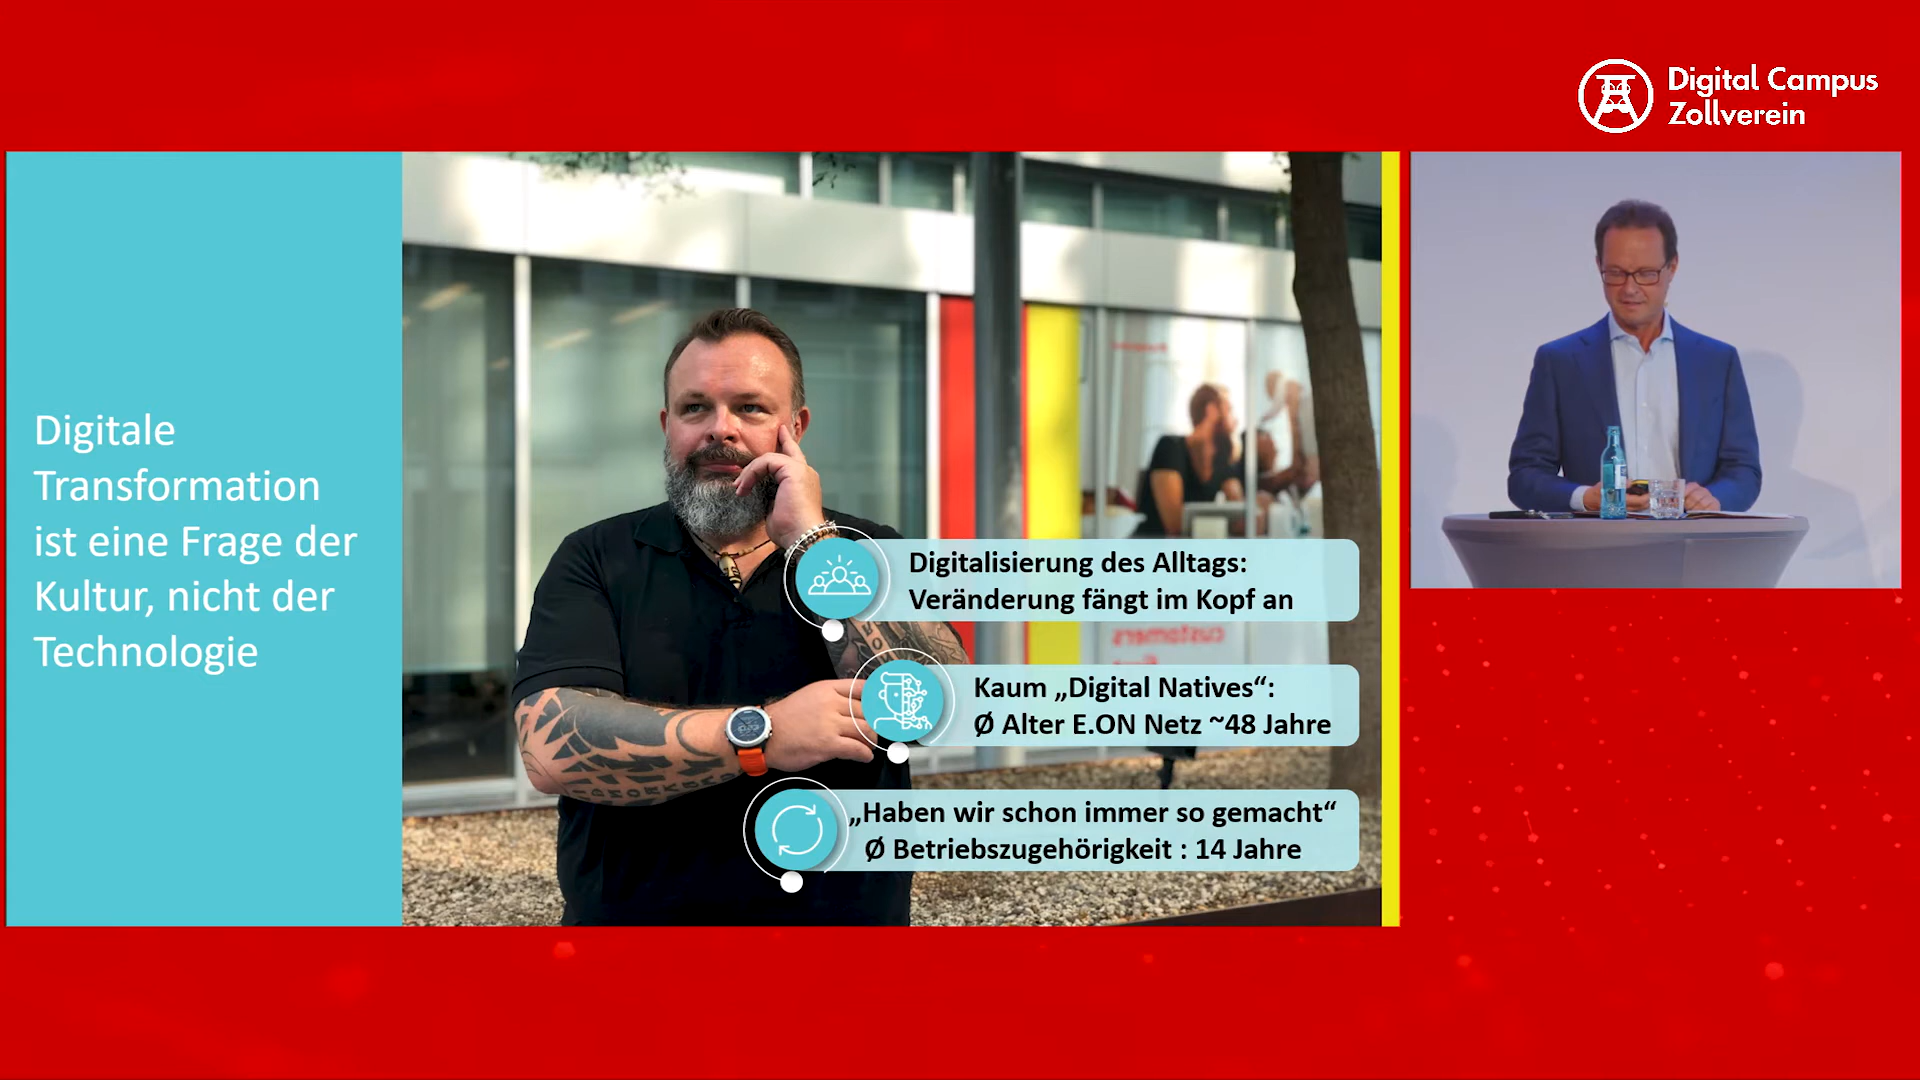 Digital Campus
Zollverein
Digitale
Transformation
ist eine Frage der
Kultur, nicht der
Technologie
Digitalisierung des Alltags:
Veränderung fängt im Kopf an
customers
Kaum „Digital Natives“:
Ø Alter E.ON Netz ~48 Jahre
„Haben wir schon immer so gemacht“
Ø Betriebszugehörigkeit : 14 Jahre